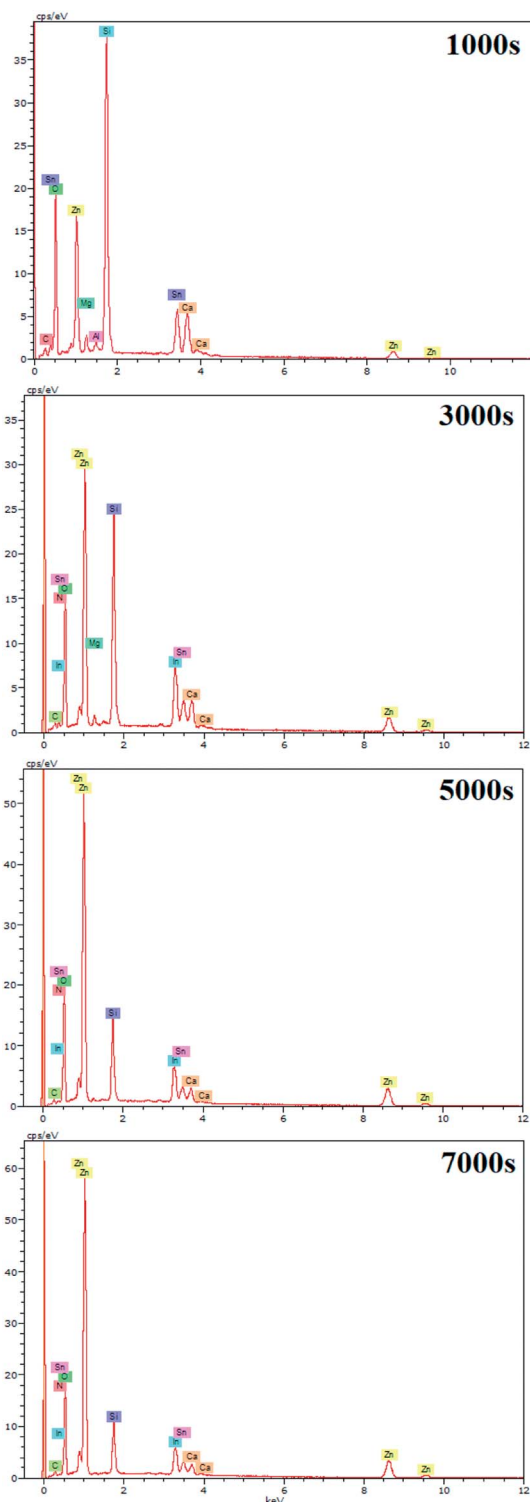 cps/eV
1000s
Si
35
30
25
Sn
20
O
Zn
15
10
Sn
Mg
Ca
5
C
Al
Ca
Zn
Zn
0
0 2 4 6 8 10
cps/eV
3000s
35
Zn
Zn
30
Si
25
20
Sn
O
N
15
Mg
10
Sn
In
In
5
Ca
C
Ca
Zn
Zn
0
0 2 4 6 8 10 12
cps/eV
5000s
Zn
Zn
50
40
30
Sn
O
20
N
Si
10
In
Sn
In
Ca
C
Ca
Zn
Zn
0
0 2 4 6 8 10 12
cps/eV
7000s
60
Zn
Zn
50
40
30
Sn
20
O
N
Si
10
In
Sn
In
Ca
C
Ca
Zn
Zn
0
0 2 4 6 8 10 12
keV